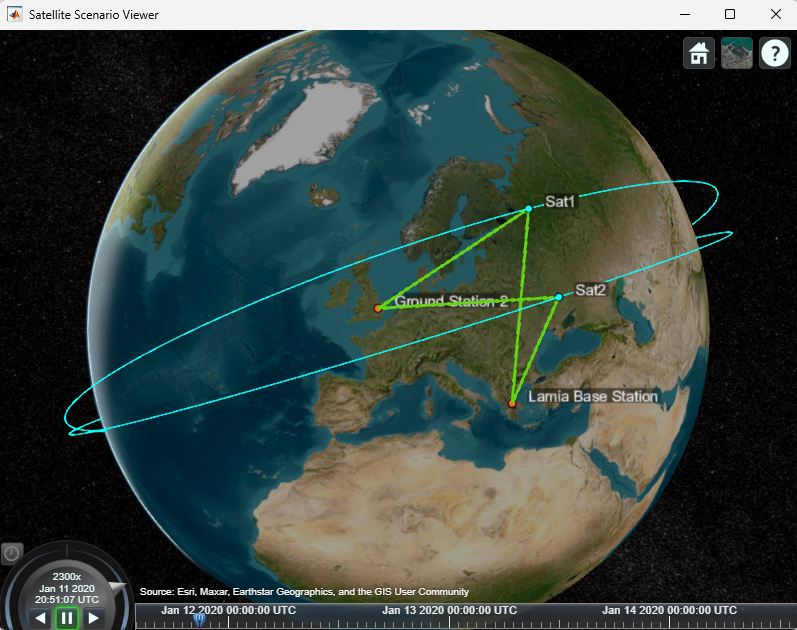 Satellite Scenario Viewer
?
Sat1
Sat2
Ground Station 2
Lamia Base Station
2300x
Jan 11 2020
20:51:07 UTC
Source: Esri, Maxar, Earthstar Geographics, and the GIS User Community
Jan 12 2020 00:00:00 UTC Jan 13 2020 00:00:00 UTC Jan 14 2020 00:00:00 UTC